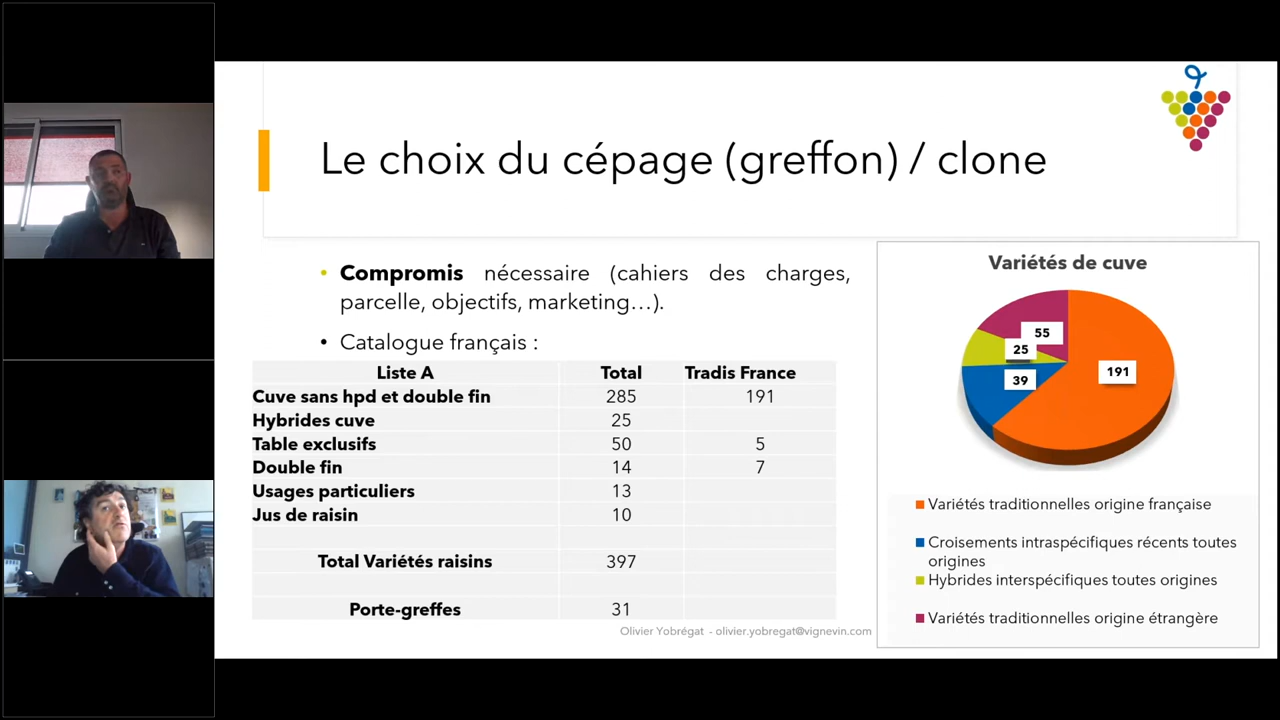 Le choix du cépage (greffon) / clone
• Compromis nécessaire (cahiers des charges,
parcelle, objectifs, marketing…).
• Catalogue français :
Liste A Total Tradis France
Cuve sans hpd et double fin 285 191
Hybrides cuve 25
Table exclusifs 50 5
Double fin 14 7
Usages particuliers 13
Jus de raisin 10
Total Variétés raisins 397
Porte-greffes 31
Olivier Yobrégat - olivier.yobregat@vignevin.com
Variétés de cuve
55
25
39
191
Variétés traditionnelles origine française
Croisements intraspécifiques récents toutes
origines
Hybrides interspécifiques toutes origines
Variétés traditionnelles origine étrangère